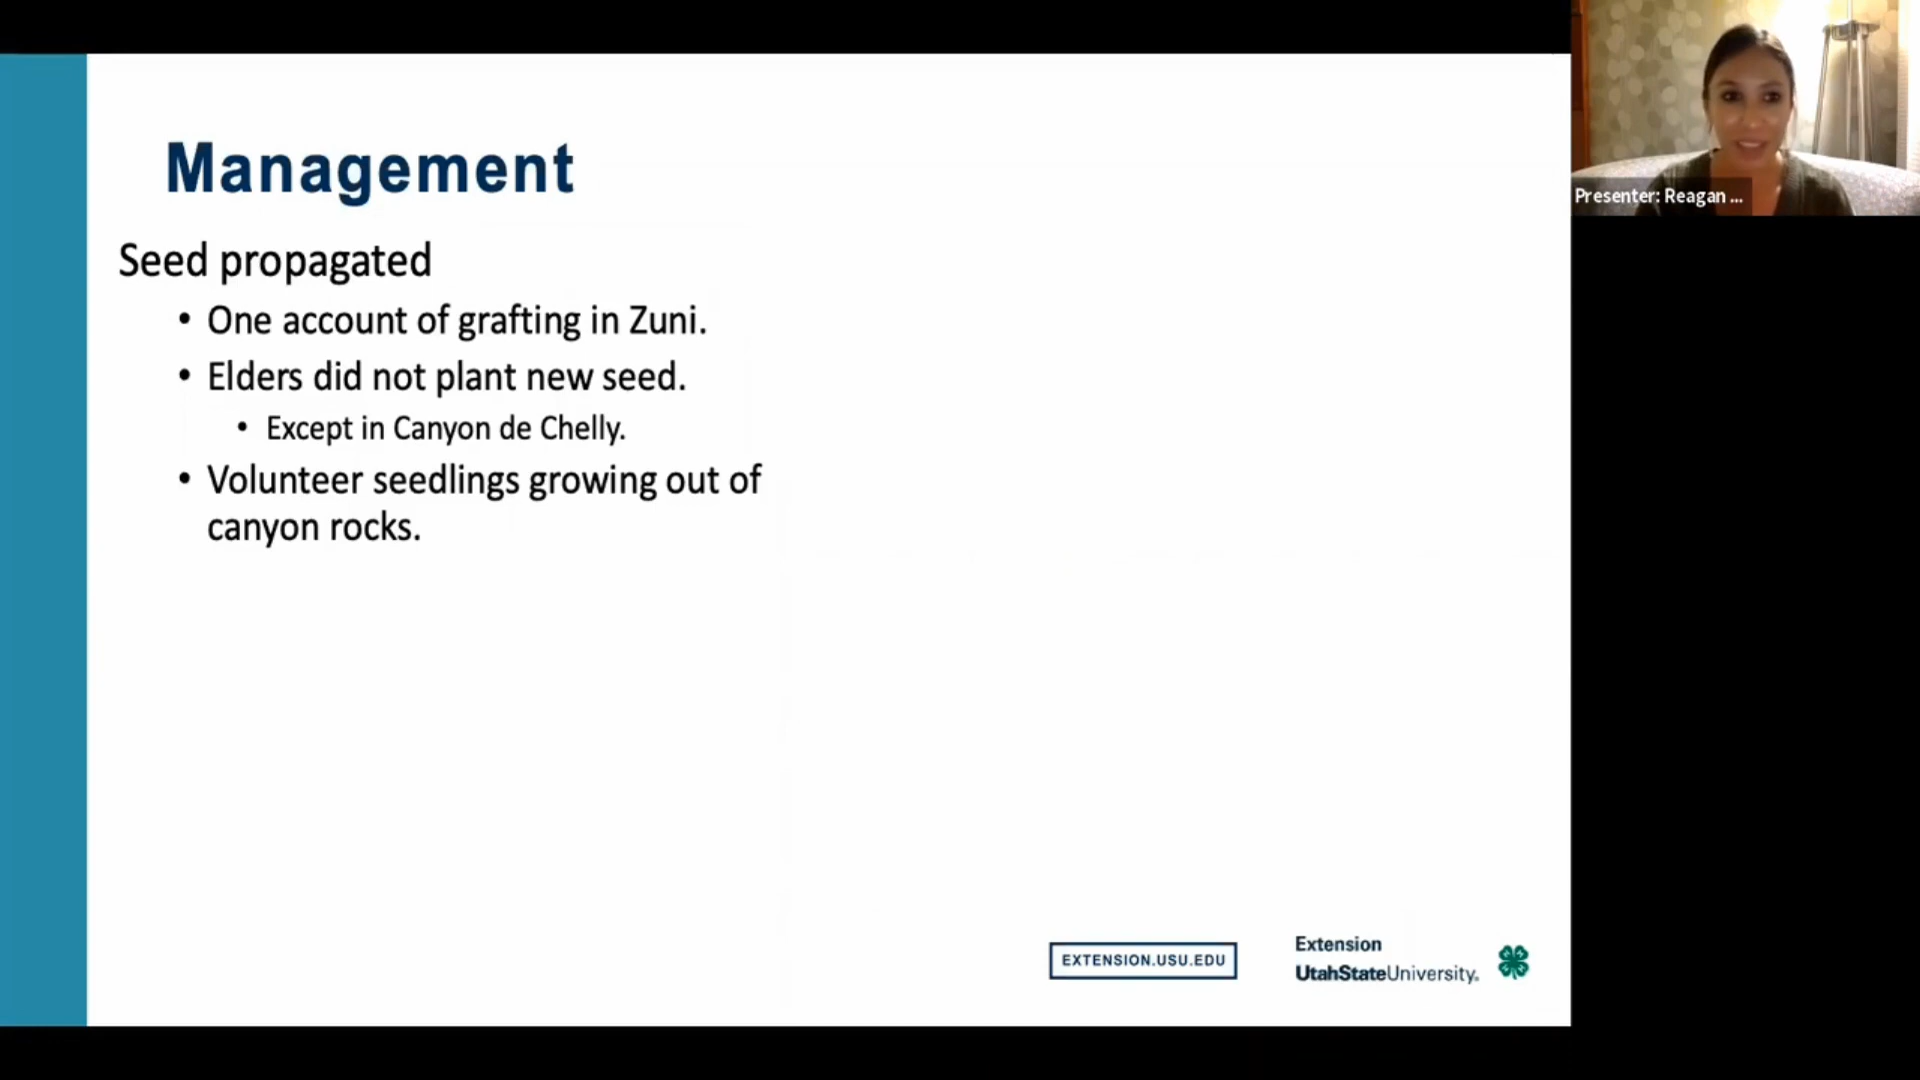 Management
Seed propagated
• One account of grafting in Zuni.
• Elders did not plant new seed.
• Except in Canyon de Chelly.
• Volunteer seedlings growing out of
canyon rocks.
Presenter: Reagan ...
EXTENSION.USU.EDU
Extension
UtahStateUniversity.